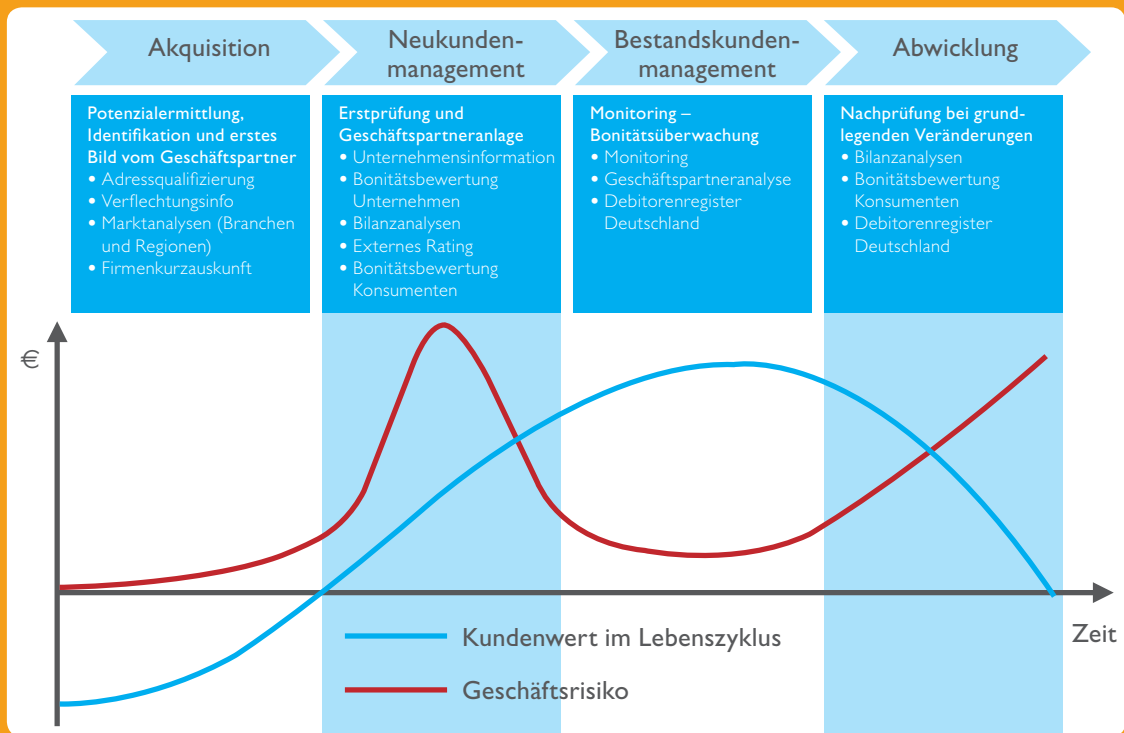 Akquisition
Neukunden-
management
Bestandskunden-
management
Abwicklung
Potenzialermittlung,
Identifikation und erstes
Bild vom Geschäftspartner
• Adressqualifizierung
• Verflechtungsinfo
• Marktanalysen (Branchen
und Regionen)
• Firmenkurzauskunft
Erstprüfung und
Geschäftspartneranlage
• Unternehmensinformation
• Bonitätsbewertung
Unternehmen
• Bilanzanalysen
• Externes Rating
• Bonitätsbewertung
Konsumenten
Monitoring –
Bonitätsüberwachung
• Monitoring
• Geschäftspartneranalyse
• Debitorenregister
Deutschland
Nachprüfung bei grund-
legenden Veränderungen
• Bilanzanalysen
• Bonitätsbewertung
Konsumenten
• Debitorenregister
Deutschland
€
Zeit
Kundenwert im Lebenszyklus
Geschäftsrisiko